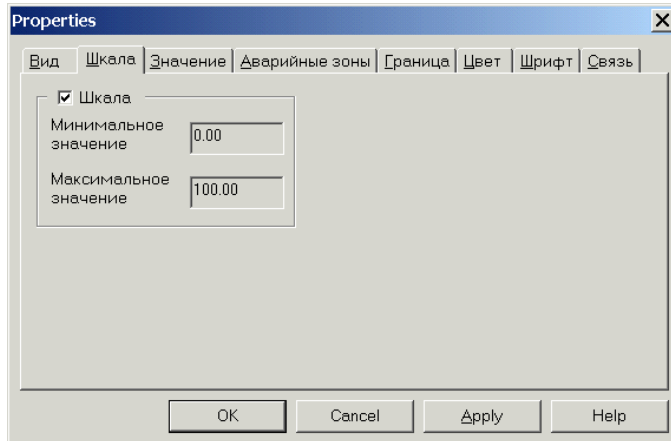 Properties
Вид Шкала Значение Аварийные зоны Граница Цвет Шрифт Связь
Шкала
Минимальное
значение
0.00
Максимальное
значение
100.00
OK Cancel Apply Help